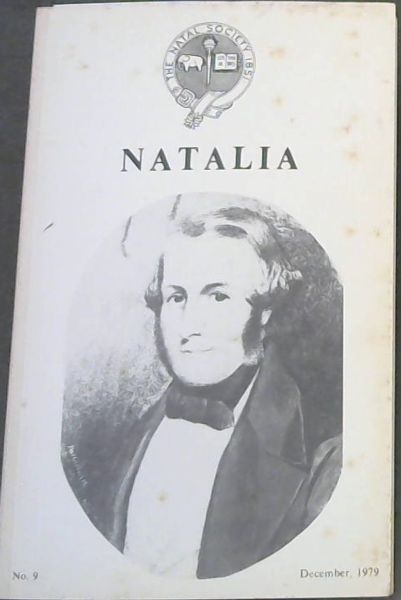 THE NATAL SOCIETY 1851
NATALIA
No. 9
December, 1979